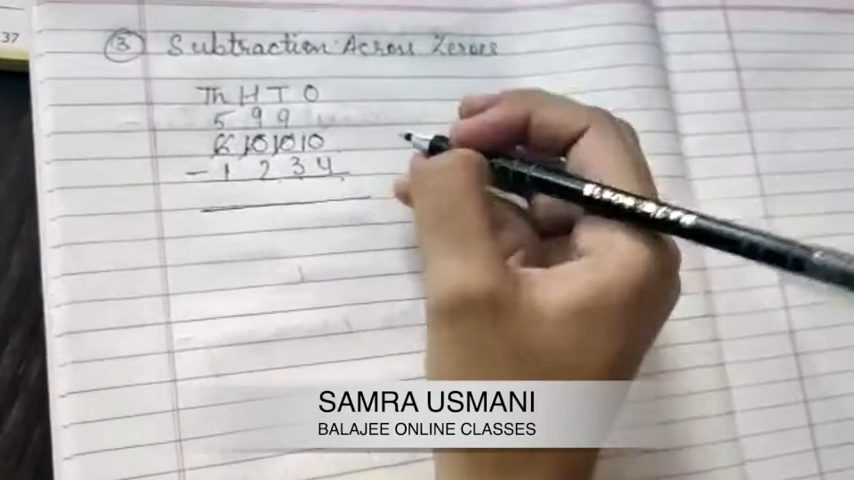 37
③ Subtraction Across Zeroes
Th H T O
5 9 9
6 10 10 10
- 1 2 3 4
SAMRA USMANI
BALAJEE ONLINE CLASSES